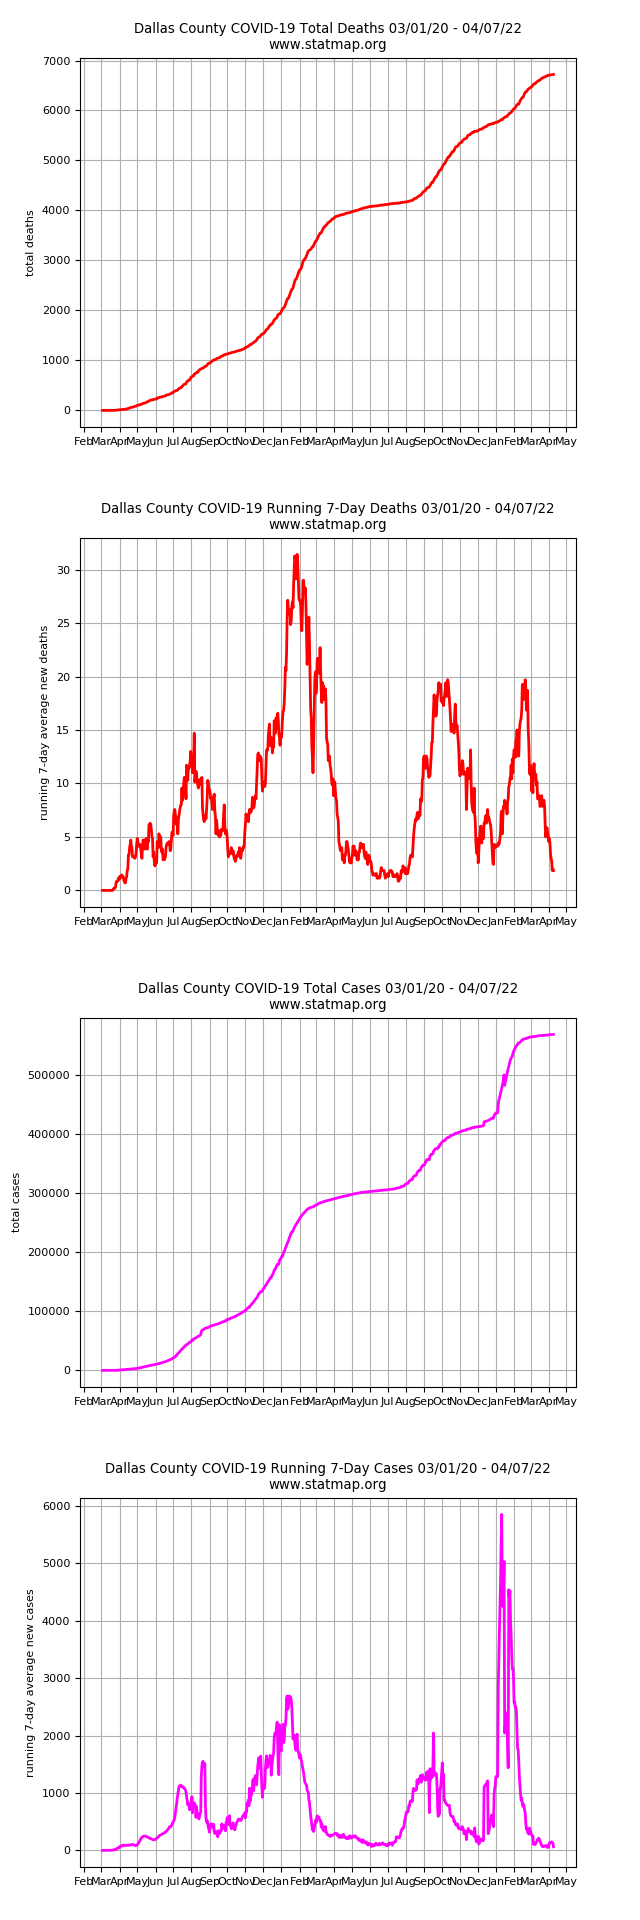 Dallas County COVID-19 Total Deaths 03/01/20 - 04/07/22
www.statmap.org
7000
6000
5000
4000
3000
2000
1000
0
total deaths
Feb Mar Apr May Jun Jul Aug Sep Oct Nov Dec Jan Feb Mar Apr May Jun Jul Aug Sep Oct Nov Dec Jan Feb Mar Apr May
Dallas County COVID-19 Running 7-Day Deaths 03/01/20 - 04/07/22
www.statmap.org
30
25
20
15
10
5
0
running 7-day average new deaths
Feb Mar Apr May Jun Jul Aug Sep Oct Nov Dec Jan Feb Mar Apr May Jun Jul Aug Sep Oct Nov Dec Jan Feb Mar Apr May
Dallas County COVID-19 Total Cases 03/01/20 - 04/07/22
www.statmap.org
500000
400000
300000
200000
100000
0
total cases
Feb Mar Apr May Jun Jul Aug Sep Oct Nov Dec Jan Feb Mar Apr May Jun Jul Aug Sep Oct Nov Dec Jan Feb Mar Apr May
Dallas County COVID-19 Running 7-Day Cases 03/01/20 - 04/07/22
www.statmap.org
6000
5000
4000
3000
2000
1000
0
running 7-day average new cases
Feb Mar Apr May Jun Jul Aug Sep Oct Nov Dec Jan Feb Mar Apr May Jun Jul Aug Sep Oct Nov Dec Jan Feb Mar Apr May